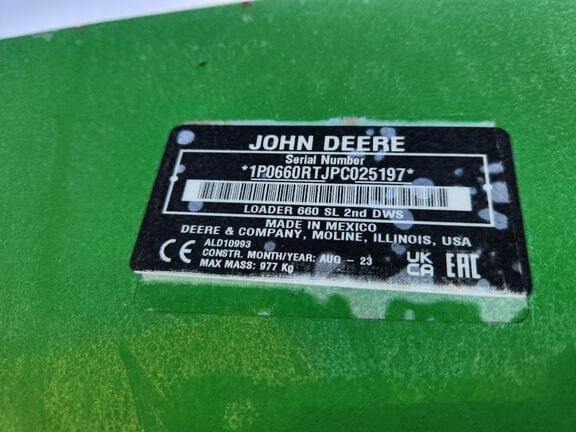 JOHN DEERE
Serial Number
*1P0660RTJPC025197*
LOADER 660 SL 2nd DWS
MADE IN MEXICO
DEERE & COMPANY, MOLINE, ILLINOIS, USA
ALD10993
CONSTR. MONTH/YEAR: AUG - 23
MAX MASS: 977 Kg
CE
UK
CA
EAC